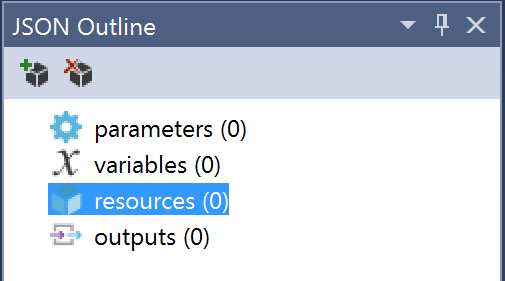 JSON Outline
parameters (0)
variables (0)
resources (0)
outputs (0)